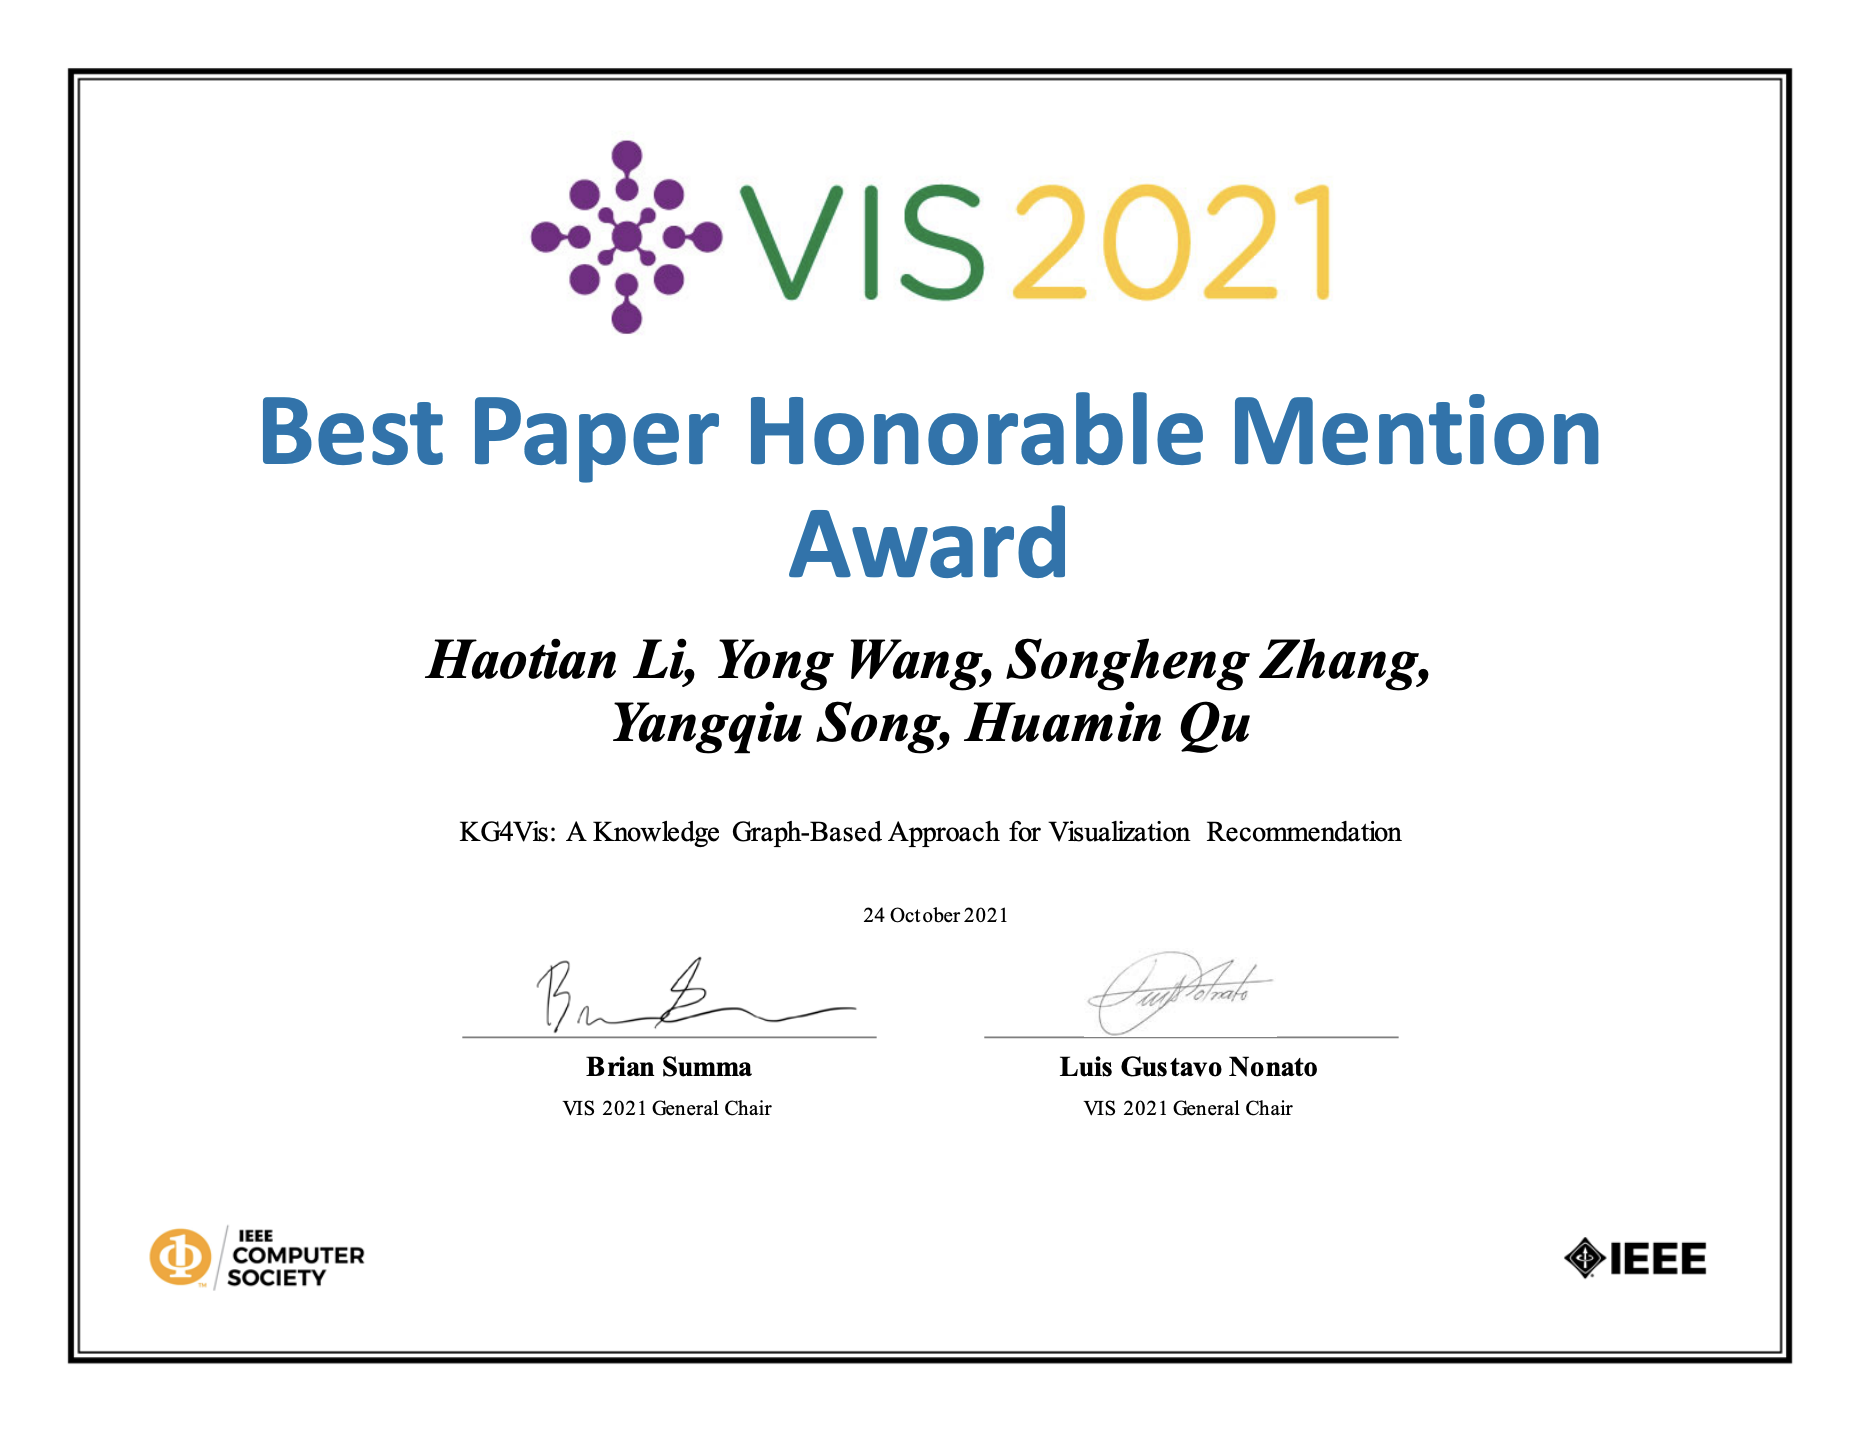 VIS2021
Best Paper Honorable Mention
Award
Haotian Li, Yong Wang, Songheng Zhang,
Yangqiu Song, Huamin Qu
KG4Vis: A Knowledge Graph-Based Approach for Visualization Recommendation
24 October 2021
Brian Summa
Luis Gustavo Nonato
VIS 2021 General Chair
VIS 2021 General Chair
IEEE
COMPUTER
SOCIETY
TM
IEEE